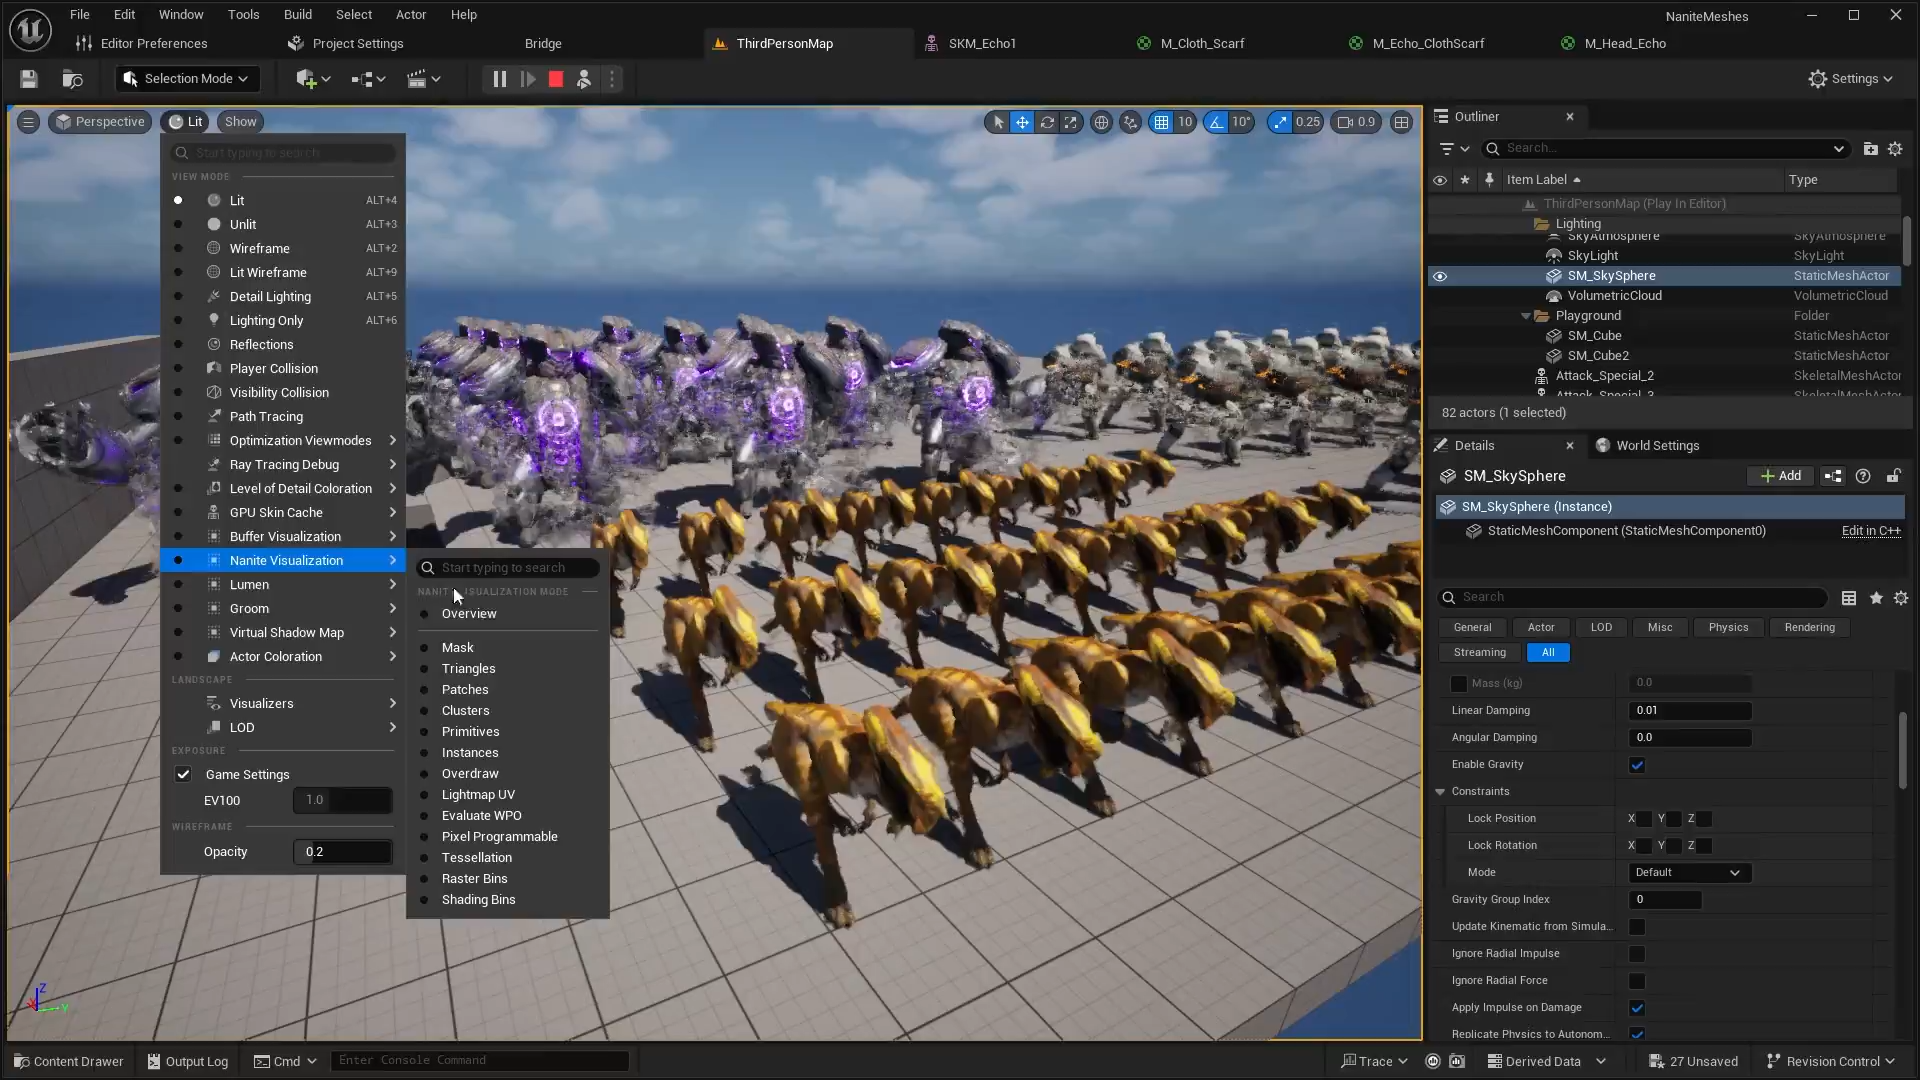 File Edit Window Tools Build Select Actor Help
NaniteMeshes
Editor Preferences
Project Settings
Bridge
ThirdPersonMap
SKM_Echo1
M_Cloth_Scarf
M_Echo_ClothScarf
M_Head_Echo
Selection Mode
Settings
Perspective
Lit
Show
10
10°
0.25
0.9
Start typing to search
VIEW MODE
Lit ALT+4
Unlit ALT+3
Wireframe ALT+2
Lit Wireframe ALT+9
Detail Lighting ALT+5
Lighting Only ALT+6
Reflections
Player Collision
Visibility Collision
Path Tracing
Optimization Viewmodes
Ray Tracing Debug
Level of Detail Coloration
GPU Skin Cache
Buffer Visualization
Nanite Visualization
Lumen
Groom
Virtual Shadow Map
Actor Coloration
LANDSCAPE
Visualizers
LOD
EXPOSURE
Game Settings
EV100 1.0
WIREFRAME
Opacity 0.2
Start typing to search
MODE
Overview
Mask
Triangles
Patches
Clusters
Primitives
Instances
Overdraw
Lightmap UV
Evaluate WPO
Pixel Programmable
Tessellation
Raster Bins
Shading Bins
Z
Y
Outliner
Search...
Item Label Type
ThirdPersonMap (Play In Editor)
Lighting
SkyAtmosphere SkyAtmosphere
SkyLight SkyLight
SM_SkySphere StaticMeshActor
VolumetricCloud VolumetricCloud
Playground Folder
SM_Cube StaticMeshActor
SM_Cube2 StaticMeshActor
Attack_Special_2 SkeletalMeshActor
82 actors (1 selected)
Details
World Settings
SM_SkySphere
Add
SM_SkySphere (Instance)
StaticMeshComponent (StaticMeshComponent0) Edit in C++
Search
General Actor LOD Misc Physics Rendering
Streaming All
Mass (kg) 0.0
Linear Damping 0.01
Angular Damping 0.0
Enable Gravity
Constraints
Lock Position X Y Z
Lock Rotation X Y Z
Mode Default
Gravity Group Index 0
Update Kinematic from Simula...
Ignore Radial Impulse
Ignore Radial Force
Apply Impulse on Damage
Replicate Physics to Autonom...
Content Drawer
Output Log
Cmd
Enter Console Command
Trace
Derived Data
27 Unsaved
Revision Control